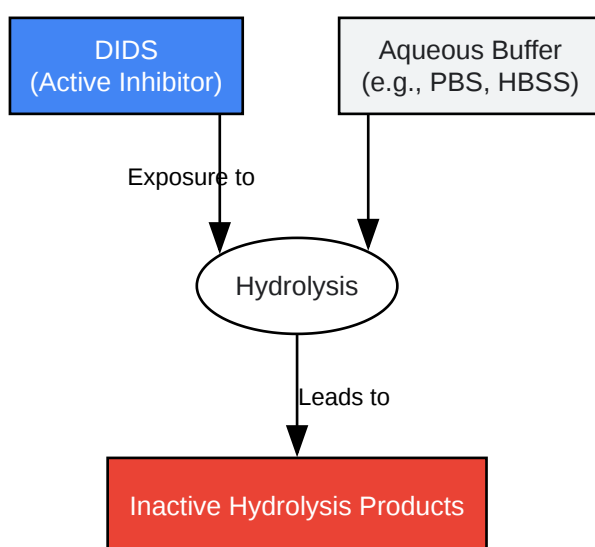 DIDS
(Active Inhibitor)
Aqueous Buffer
(e.g., PBS, HBSS)
Exposure to
Hydrolysis
Leads to
Inactive Hydrolysis Products